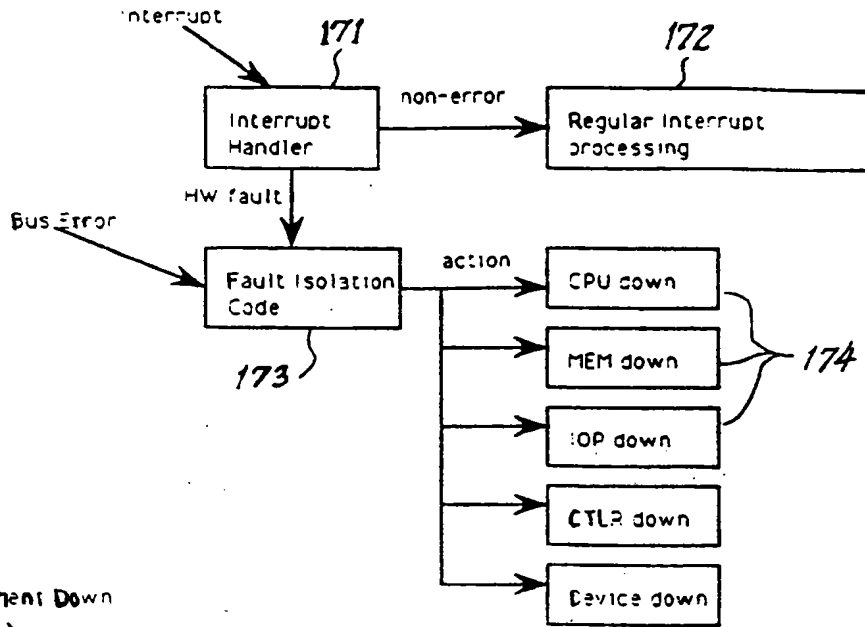 Interrupt
171
172
Interrupt
Handler
non-error
Regular Interrupt
processing
HW fault
Bus Error
Fault Isolation
Code
action
CPU down
173
MEM down
174
IOP down
CTLR down
Down
Device down